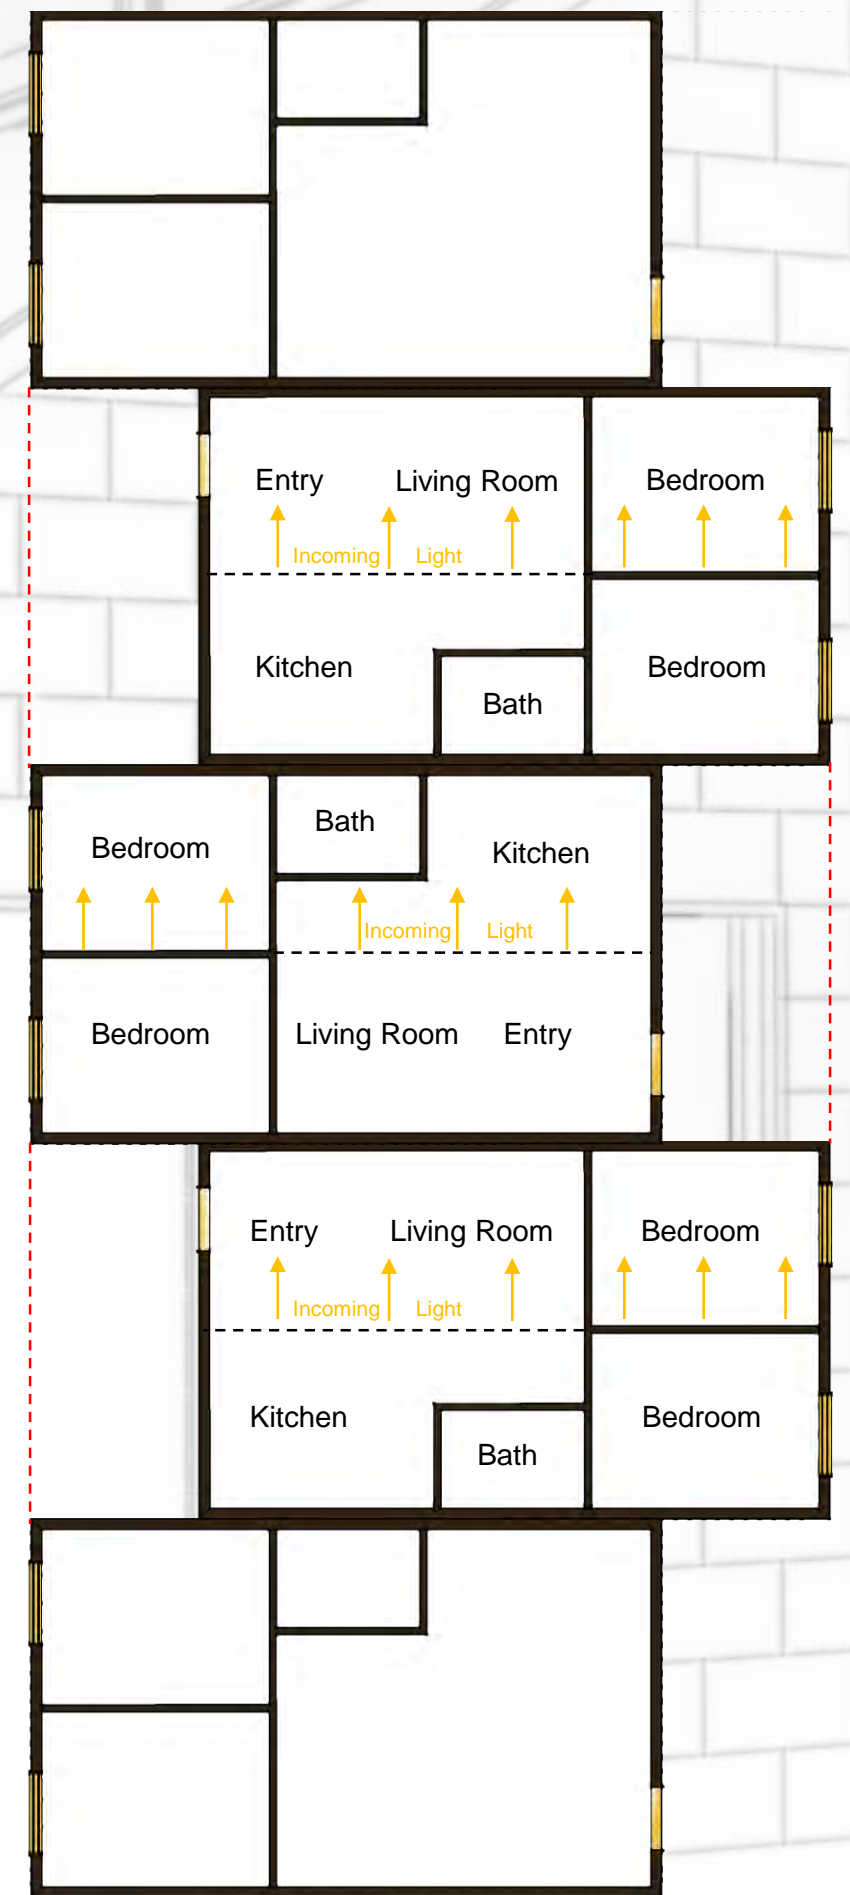 Entry Living Room Bedroom
Incoming Light
Kitchen Bedroom
Bath
Bath
Bedroom Kitchen
Incoming Light
Bedroom Living Room Entry
Entry Living Room Bedroom
Incoming Light
Kitchen Bedroom
Bath